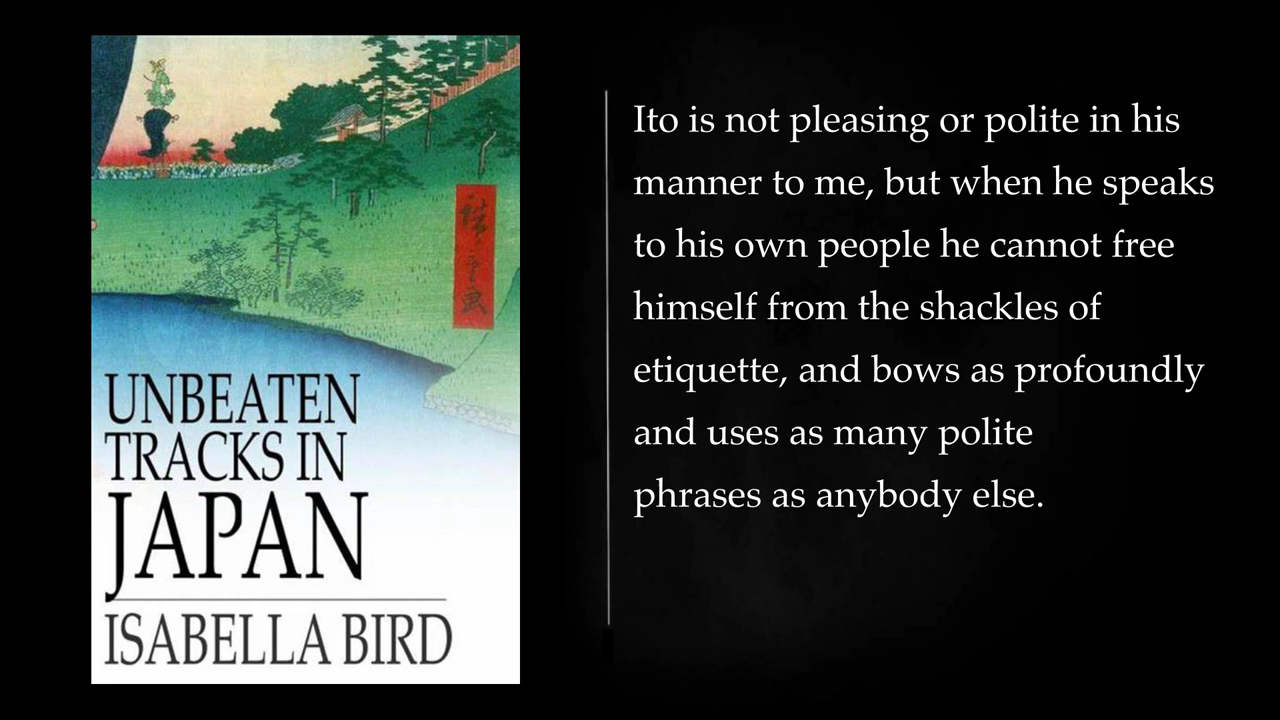 UNBEATEN
TRACKS IN
JAPAN
ISABELLA BIRD
Ito is not pleasing or polite in his
manner to me, but when he speaks
to his own people he cannot free
himself from the shackles of
etiquette, and bows as profoundly
and uses as many polite
phrases as anybody else.